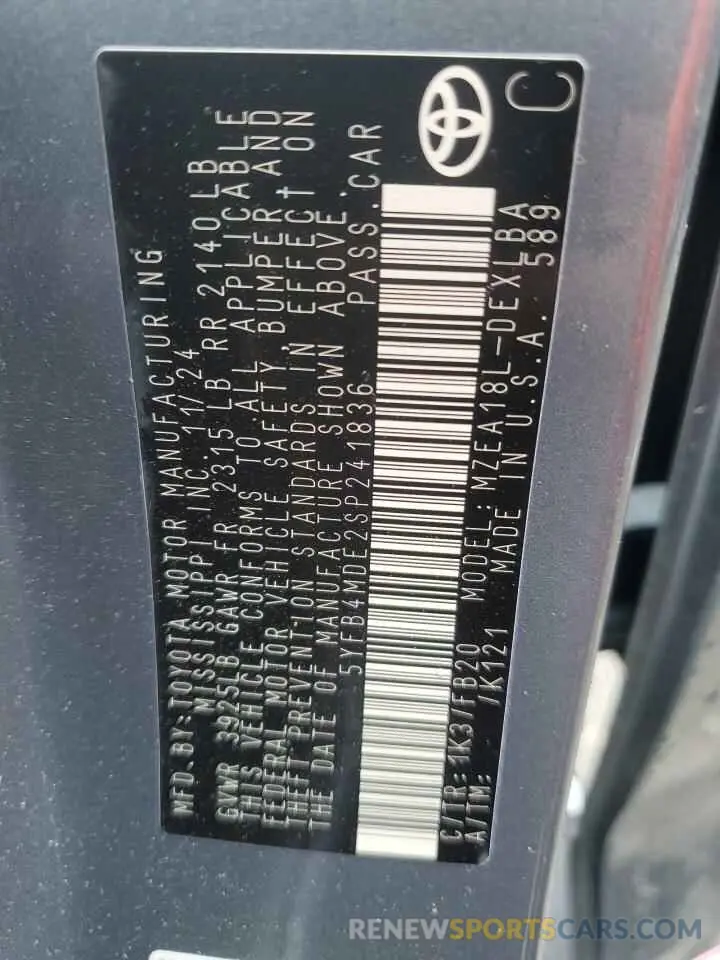 MFD. BY: TOYOTA MOTOR MANUFACTURING
MISSISSIPPI INC. 11/24
GVWR 3925LB GAWR FR 2315 LB RR 2140 LB
THIS VEHICLE CONFORMS TO ALL APPLICABLE
FEDERAL MOTOR VEHICLE SAFETY, BUMPER AND
THEFT PREVENTION STANDARDS IN EFFECT ON
THE DATE OF MANUFACTURE SHOWN ABOVE.
5YFB4MDE2SP241836 PASS. CAR
C/TR: 1K3/FB20 MODEL: MZEA18L-DEXLBA
A/TM: /K121 MADE IN U.S.A. 589
C
RENEWSPORTSCARS.COM